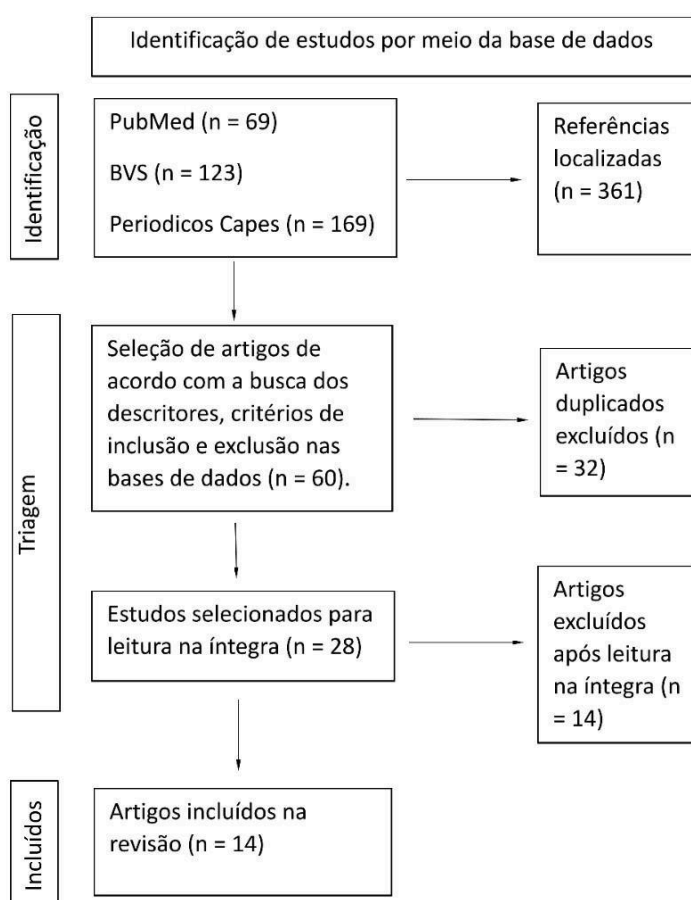 Identificação de estudos por meio da base de dados
Identificação
PubMed (n = 69)
BVS (n = 123)
Periodicos Capes (n = 169)
Referências
localizadas
(n = 361)
Triagem
Seleção de artigos de
acordo com a busca dos
descritores, critérios de
inclusão e exclusão nas
bases de dados (n = 60).
Artigos
duplicados
excluídos (n
= 32)
Estudos selecionados para
leitura na íntegra (n = 28)
Artigos
excluídos
após leitura
na íntegra (n
= 14)
Incluídos
Artigos incluídos na
revisão (n = 14)